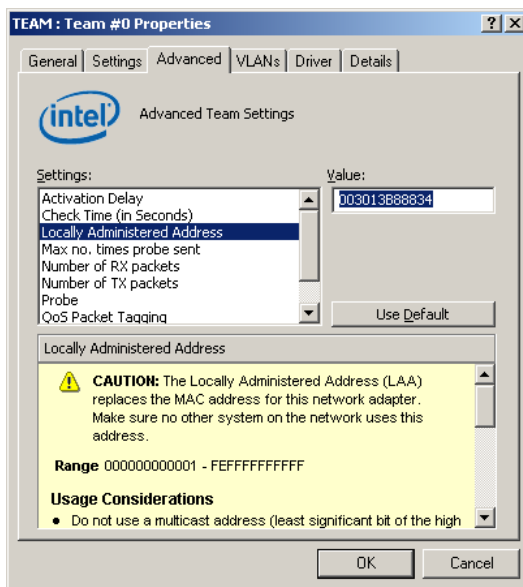 TEAM : Team #0 Properties
General
Settings
Advanced
VLANs
Driver
Details
intel
Advanced Team Settings
Settings:
Value:
Activation Delay
Check Time (in Seconds)
Locally Administered Address
Max no. times probe sent
Number of RX packets
Number of TX packets
Probe
QoS Packet Tagging
003013B88834
Use Default
Locally Administered Address
CAUTION: The Locally Administered Address (LAA)
replaces the MAC address for this network adapter.
Make sure no other system on the network uses this
address.
Range 000000000001 - FEFFFFFFFFFF
Usage Considerations
• Do not use a multicast address (least significant bit of the high
OK
Cancel